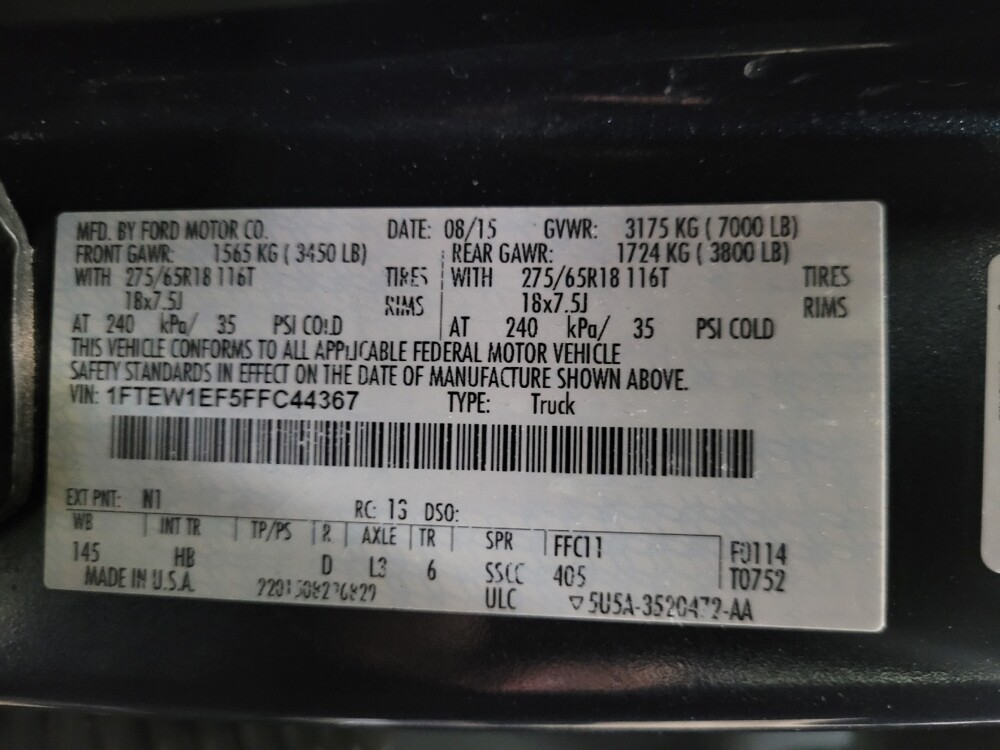 MFD. BY FORD MOTOR CO. DATE: 08/15 GVWR: 3175 KG ( 7000 LB)
FRONT GAWR: 1565 KG ( 3450 LB) REAR GAWR: 1724 KG ( 3800 LB)
WITH 275/65R18 116T TIRES WITH 275/65R18 116T TIRES
18x7.5J RIMS 18x7.5J RIMS
AT 240 kPa/ 35 PSI COLD AT 240 kPa/ 35 PSI COLD
THIS VEHICLE CONFORMS TO ALL APPLICABLE FEDERAL MOTOR VEHICLE
SAFETY STANDARDS IN EFFECT ON THE DATE OF MANUFACTURE SHOWN ABOVE.
VIN: 1FTEW1EF5FFC44367 TYPE: Truck
EXT PNT: N1 RC: 13 DSO:
WB INT TR TP/PS R AXLE TR SPR FFC11 F0114
145 HB D L3 6 SSCC 405 T0752
MADE IN U.S.A. ULC ▽5U5A-3520472-AA